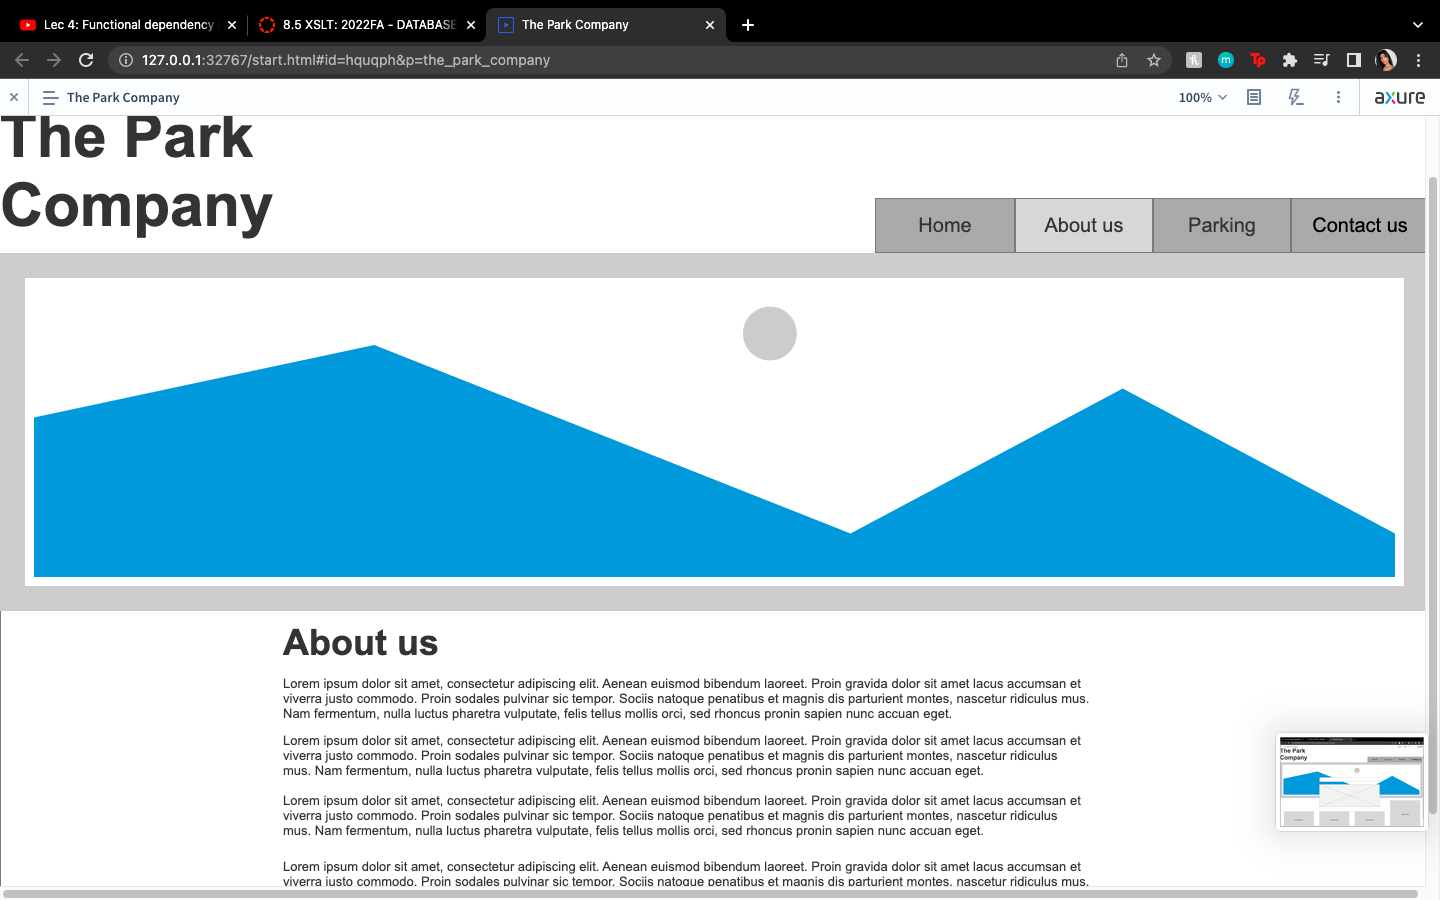 Lec 4: Functional dependency
8.5 XSLT: 2022FA - DATABASE
The Park Company
127.0.0.1:32767/start.html#id=hquqph&p=the_park_company
The Park Company
100%
axure
The Park
Company
Home
About us
Parking
Contact us
About us
Lorem ipsum dolor sit amet, consectetur adipiscing elit. Aenean euismod bibendum laoreet. Proin gravida dolor sit amet lacus accumsan et
viverra justo commodo. Proin sodales pulvinar sic tempor. Sociis natoque penatibus et magnis dis parturient montes, nascetur ridiculus mus.
Nam fermentum, nulla luctus pharetra vulputate, felis tellus mollis orci, sed rhoncus pronin sapien nunc accuan eget.
Lorem ipsum dolor sit amet, consectetur adipiscing elit. Aenean euismod bibendum laoreet. Proin gravida dolor sit amet lacus accumsan et
viverra justo commodo. Proin sodales pulvinar sic tempor. Sociis natoque penatibus et magnis dis parturient montes, nascetur ridiculus
mus. Nam fermentum, nulla luctus pharetra vulputate, felis tellus mollis orci, sed rhoncus pronin sapien nunc accuan eget.
Lorem ipsum dolor sit amet, consectetur adipiscing elit. Aenean euismod bibendum laoreet. Proin gravida dolor sit amet lacus accumsan et
viverra justo commodo. Proin sodales pulvinar sic tempor. Sociis natoque penatibus et magnis dis parturient montes, nascetur ridiculus
mus. Nam fermentum, nulla luctus pharetra vulputate, felis tellus mollis orci, sed rhoncus pronin sapien nunc accuan eget.
Lorem ipsum dolor sit amet, consectetur adipiscing elit. Aenean euismod bibendum laoreet. Proin gravida dolor sit amet lacus accumsan et
viverra justo commodo. Proin sodales pulvinar sic tempor. Sociis natoque penatibus et magnis dis parturient montes, nascetur ridiculus mus.
The Park
Company